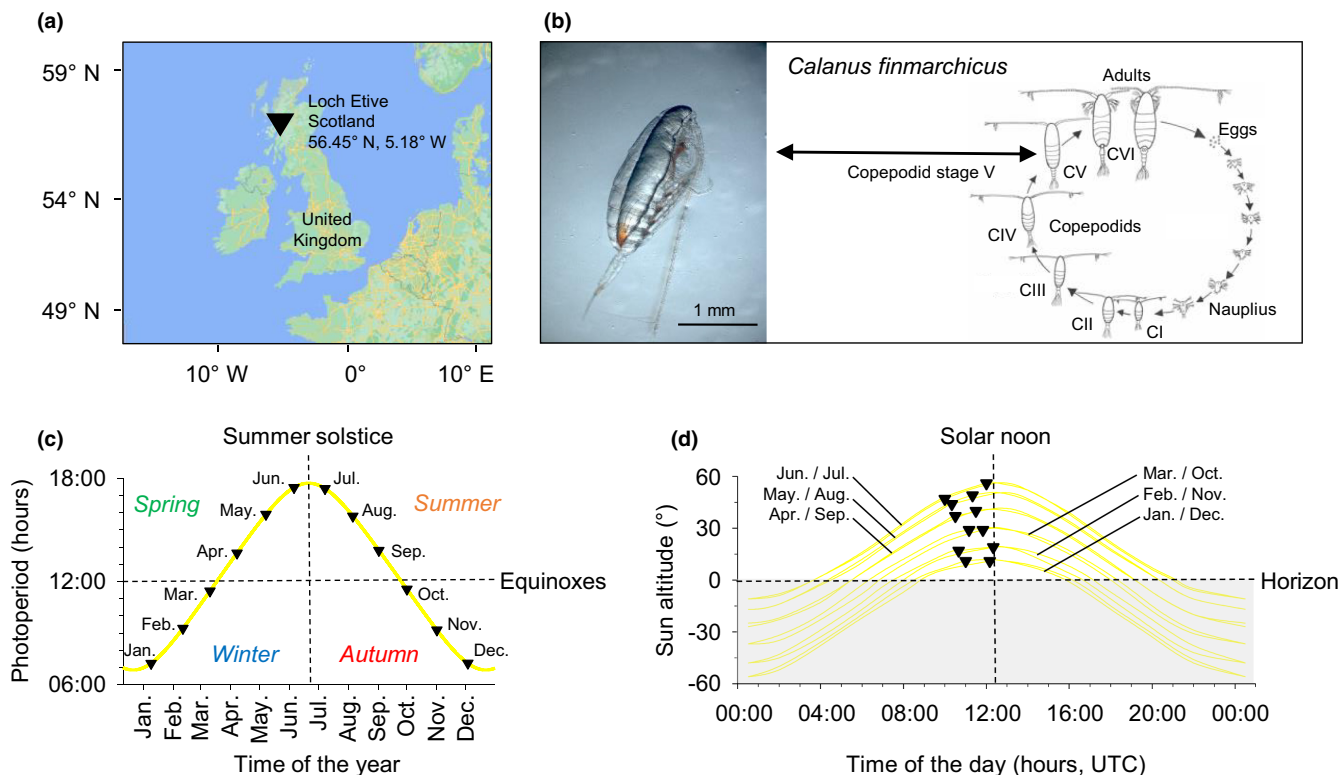 (a)
59° N
54° N
49° N
10° W
0°
10° E
Loch Etive
Scotland
56.45° N, 5.18° W
United
Kingdom
(b)
Calanus finmarchicus
1 mm
Copepodid stage V
Adults
Eggs
CVI
CV
CIV
Copepodids
CIII
Nauplius
CII
CI
(c)
Summer solstice
Photoperiod (hours)
18:00
12:00
06:00
Spring
Summer
Winter
Autumn
Equinoxes
Jan.
Feb.
Mar.
Apr.
May.
Jun.
Jul.
Aug.
Sep.
Oct.
Nov.
Dec.
Jan.
Feb.
Mar.
Apr.
May.
Jun.
Jul.
Aug.
Sep.
Oct.
Nov.
Dec.
Time of the year
(d)
Solar noon
Sun altitude (°)
60
30
0
-30
-60
Jun. / Jul.
May. / Aug.
Apr. / Sep.
Mar. / Oct.
Feb. / Nov.
Jan. / Dec.
Horizon
00:00
04:00
08:00
12:00
16:00
20:00
00:00
Time of the day (hours, UTC)